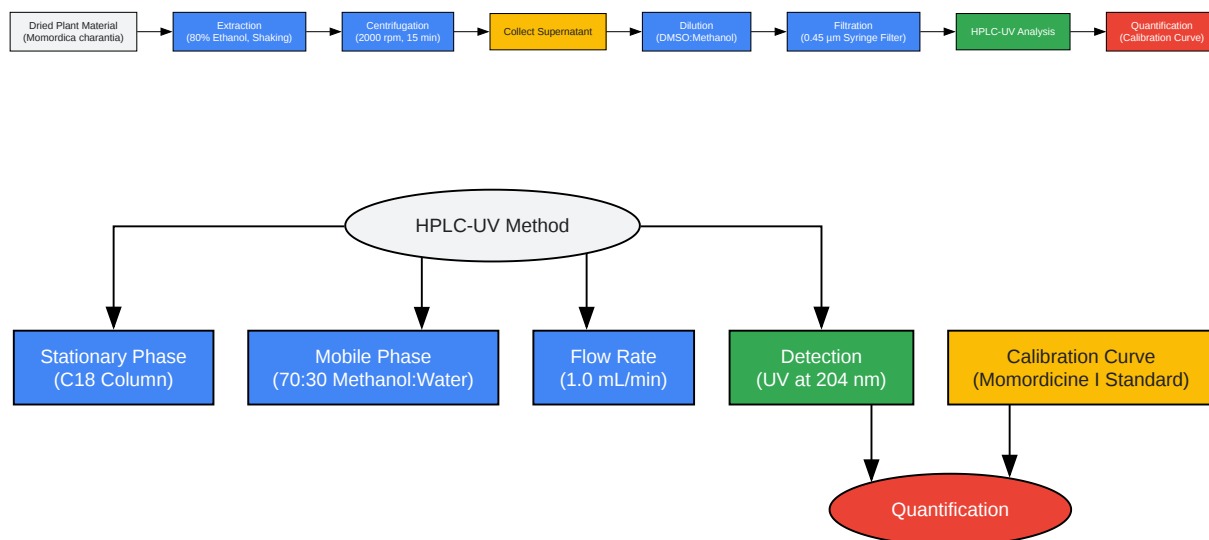 Dried Plant Material
(Momordica charantia)
Extraction
(80% Ethanol, Shaking)
Centrifugation
(2000 rpm, 15 min)
Collect Supernatant
Dilution
(DMSO:Methanol)
Filtration
(0.45 µm Syringe Filter)
HPLC-UV Analysis
Quantification
(Calibration Curve)
HPLC-UV Method
Stationary Phase
(C18 Column)
Mobile Phase
(70:30 Methanol:Water)
Flow Rate
(1.0 mL/min)
Detection
(UV at 204 nm)
Calibration Curve
(Momordicine I Standard)
Quantification